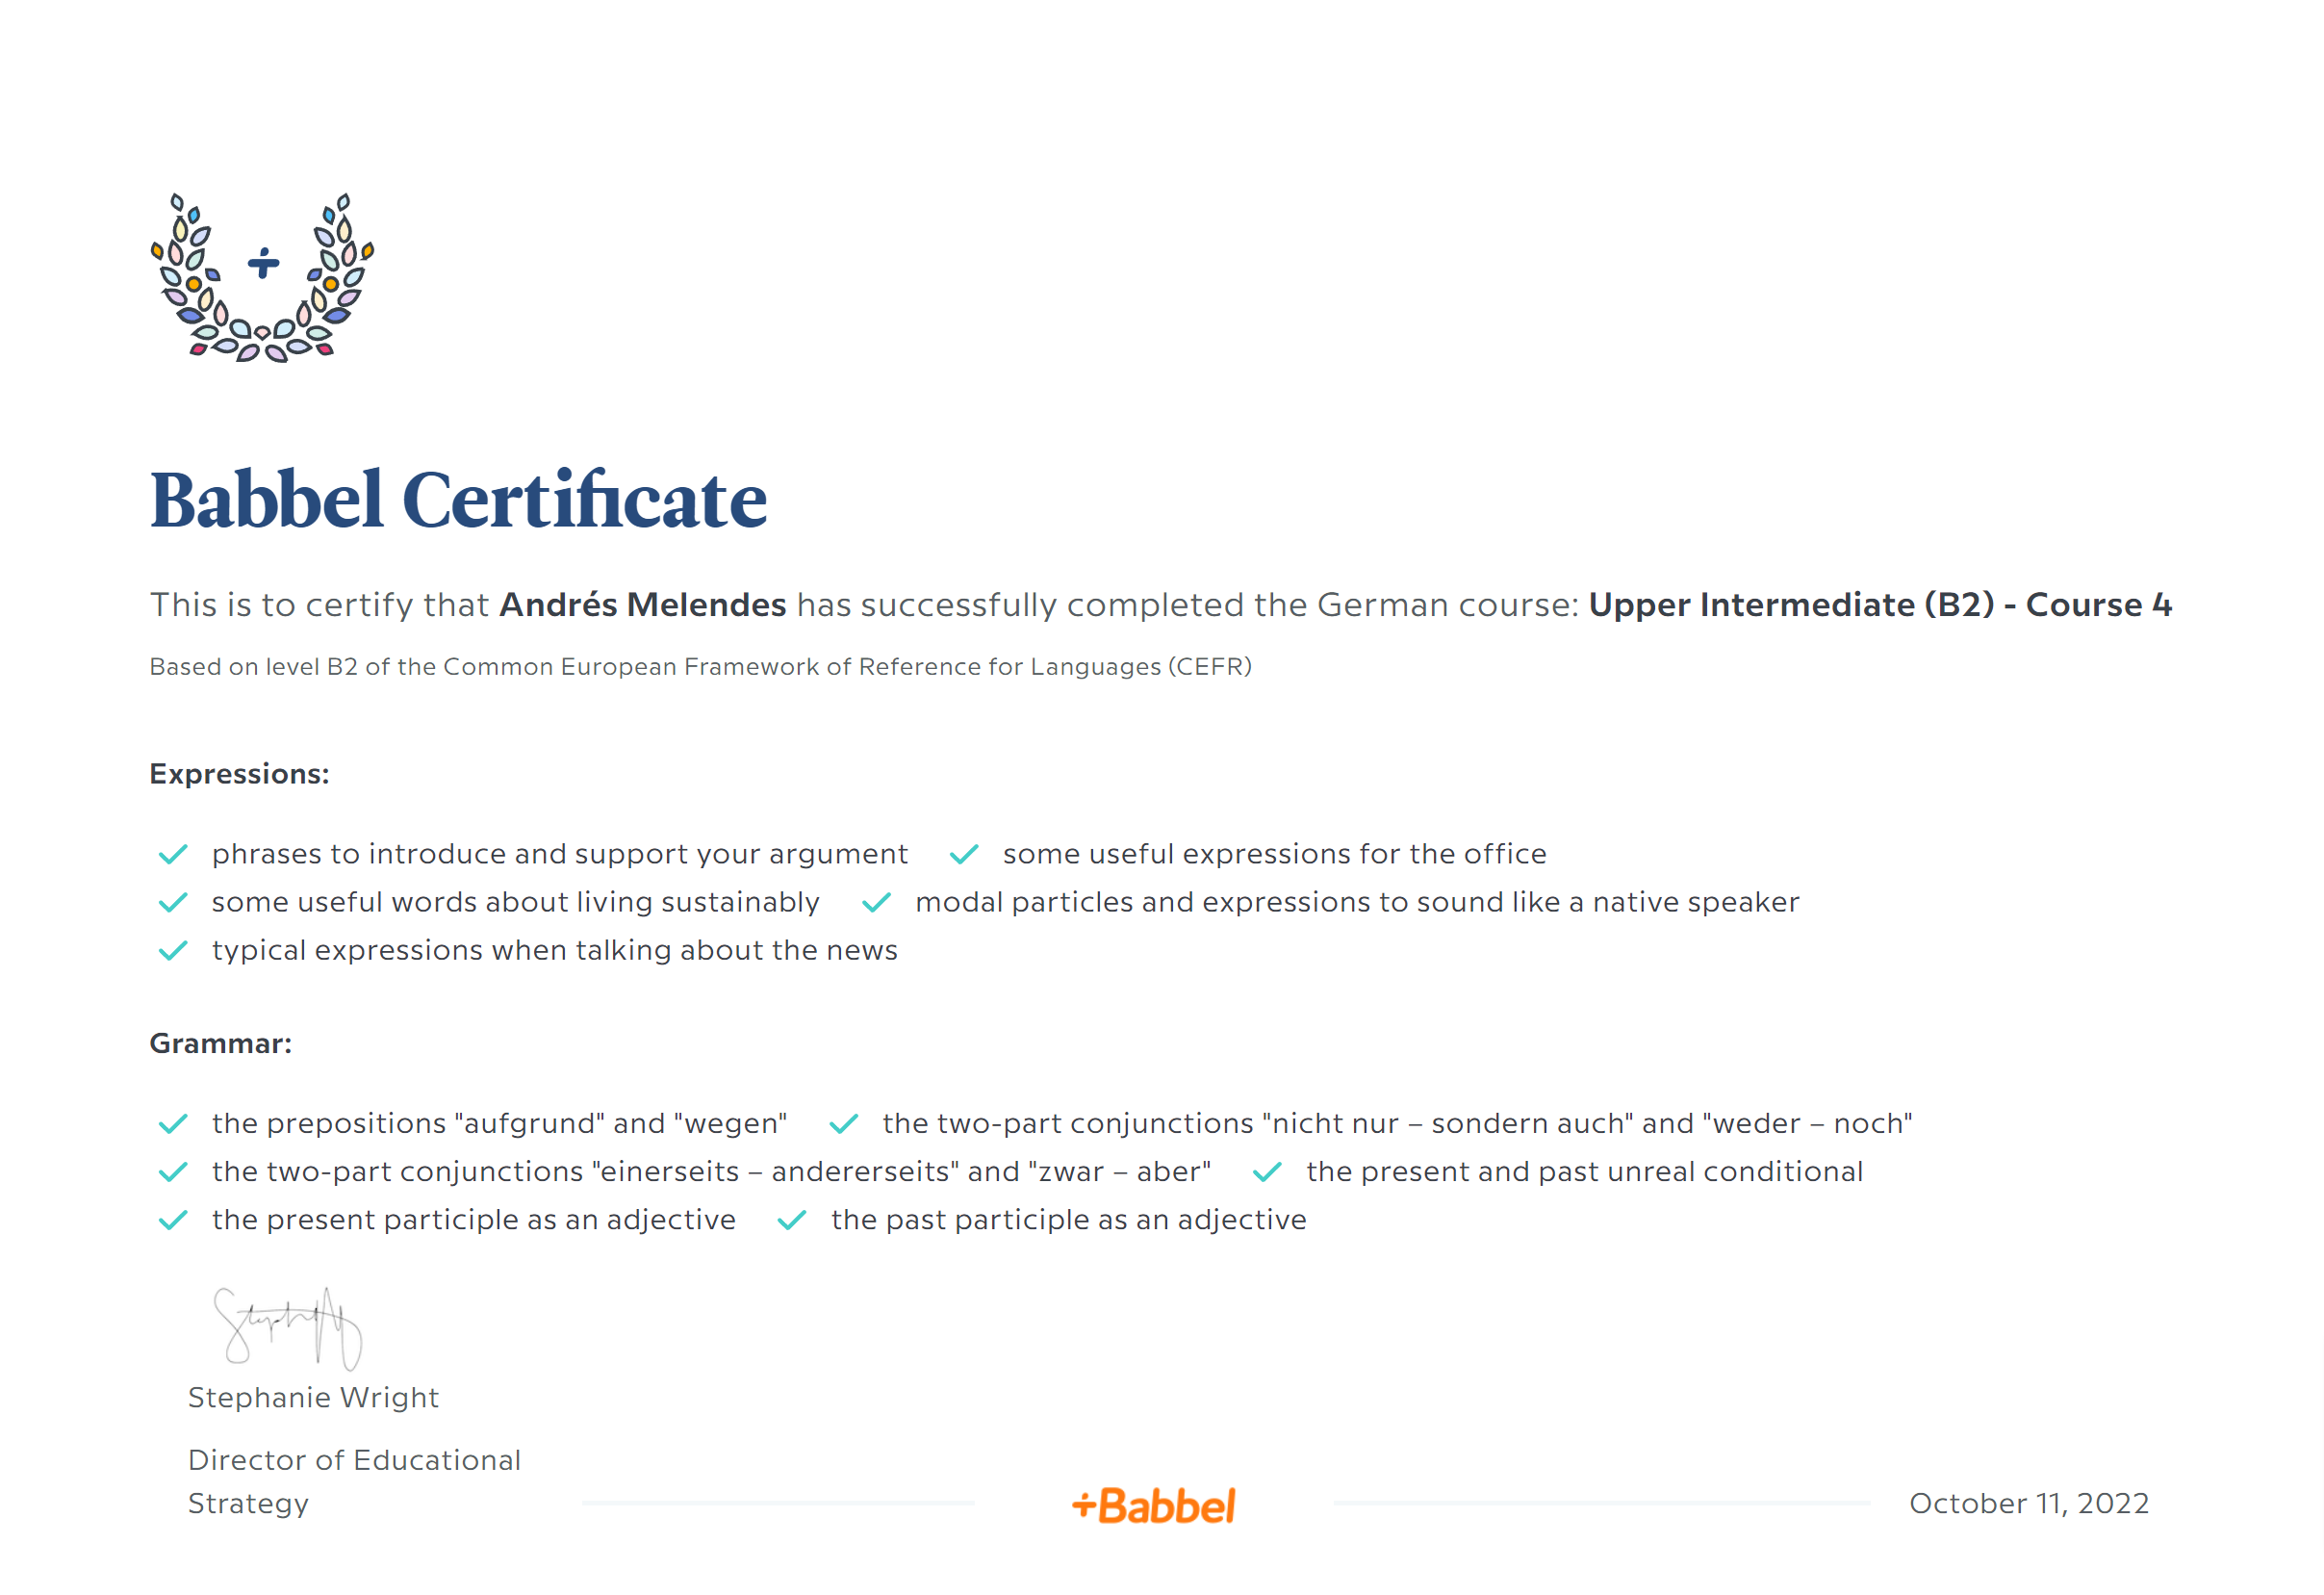 Babbel Certificate
This is to certify that Andrés Melendes has successfully completed the German course: Upper Intermediate (B2) - Course 4
Based on level B2 of the Common European Framework of Reference for Languages (CEFR)
Expressions:
phrases to introduce and support your argument some useful expressions for the office
some useful words about living sustainably modal particles and expressions to sound like a native speaker
typical expressions when talking about the news
Grammar:
the prepositions "aufgrund" and "wegen" the two-part conjunctions "nicht nur – sondern auch" and "weder – noch"
the two-part conjunctions "einerseits – andererseits" and "zwar – aber" the present and past unreal conditional
the present participle as an adjective the past participle as an adjective
Stephanie Wright
Director of Educational
Strategy
+Babbel
October 11, 2022